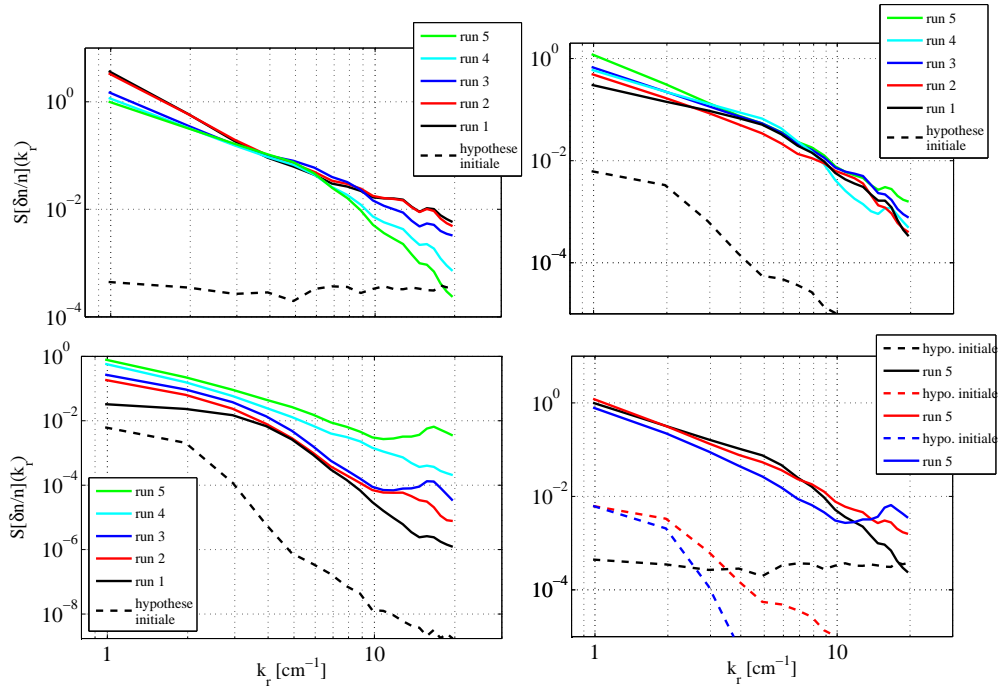 run 5
run 4
run 3
run 2
run 1
hypothese
initiale
S[δn/n](k_r)
10^0
10^-2
10^-4
run 5
run 4
run 3
run 2
run 1
hypothese
initiale
10^0
10^-2
10^-4
S[δn/n](k_r)
10^0
10^-2
10^-4
10^-6
10^-8
run 5
run 4
run 3
run 2
run 1
hypothese
initiale
1
10
k_r [cm^-1]
hypo. initiale
run 5
hypo. initiale
run 5
hypo. initiale
run 5
10^0
10^-2
10^-4
1
10
k_r [cm^-1]